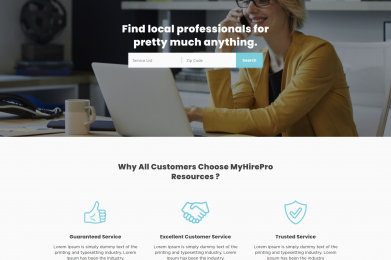 Find local professionals for
pretty much anything.
Service List
Zip Code
Search
Why All Customers Choose MyHirePro
Resources ?
Guaranteed Service
Excellent Customer Service
Trusted Service
Lorem Ipsum is simply dummy text of the
printing and typesetting industry. Lorem
Ipsum has been the industry.
Lorem Ipsum is simply dummy text of the
printing and typesetting industry. Lorem
Ipsum has been the industry.
Lorem Ipsum is simply dummy text of the
printing and typesetting industry. Lorem
Ipsum has been the industry.